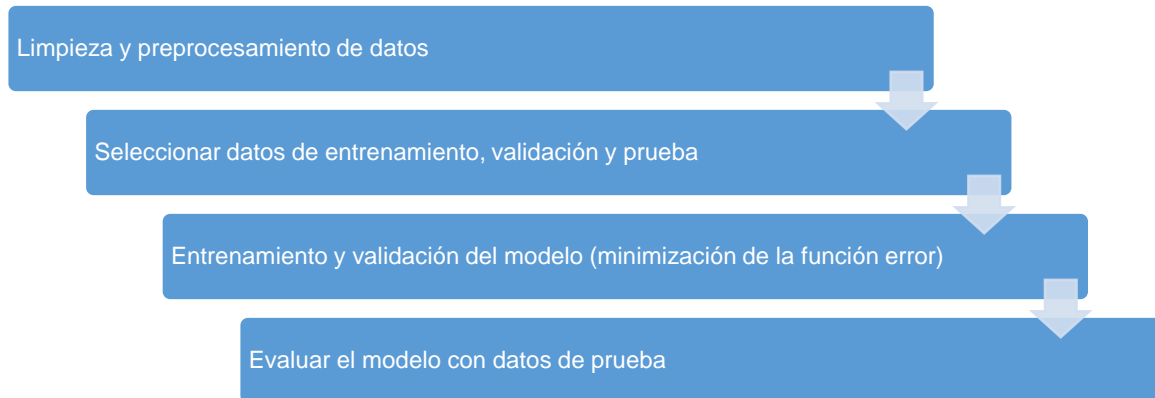 Limpieza y preprocesamiento de datos
Seleccionar datos de entrenamiento, validación y prueba
Entrenamiento y validación del modelo (minimización de la función error)
Evaluar el modelo con datos de prueba